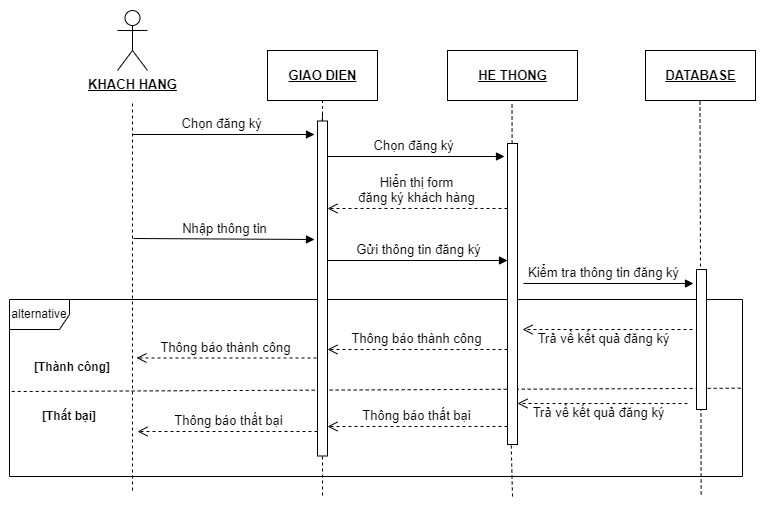 KHACH HANG
GIAO DIEN
HE THONG
DATABASE
Chọn đăng ký
Chọn đăng ký
Hiển thị form
đăng ký khách hàng
Nhập thông tin
Gửi thông tin đăng ký
Kiểm tra thông tin đăng ký
alternative
Trả về kết quả đăng ký
Thông báo thành công
Thông báo thành công
[Thành công]
Trả về kết quả đăng ký
Thông báo thất bại
Thông báo thất bại
[Thất bại]